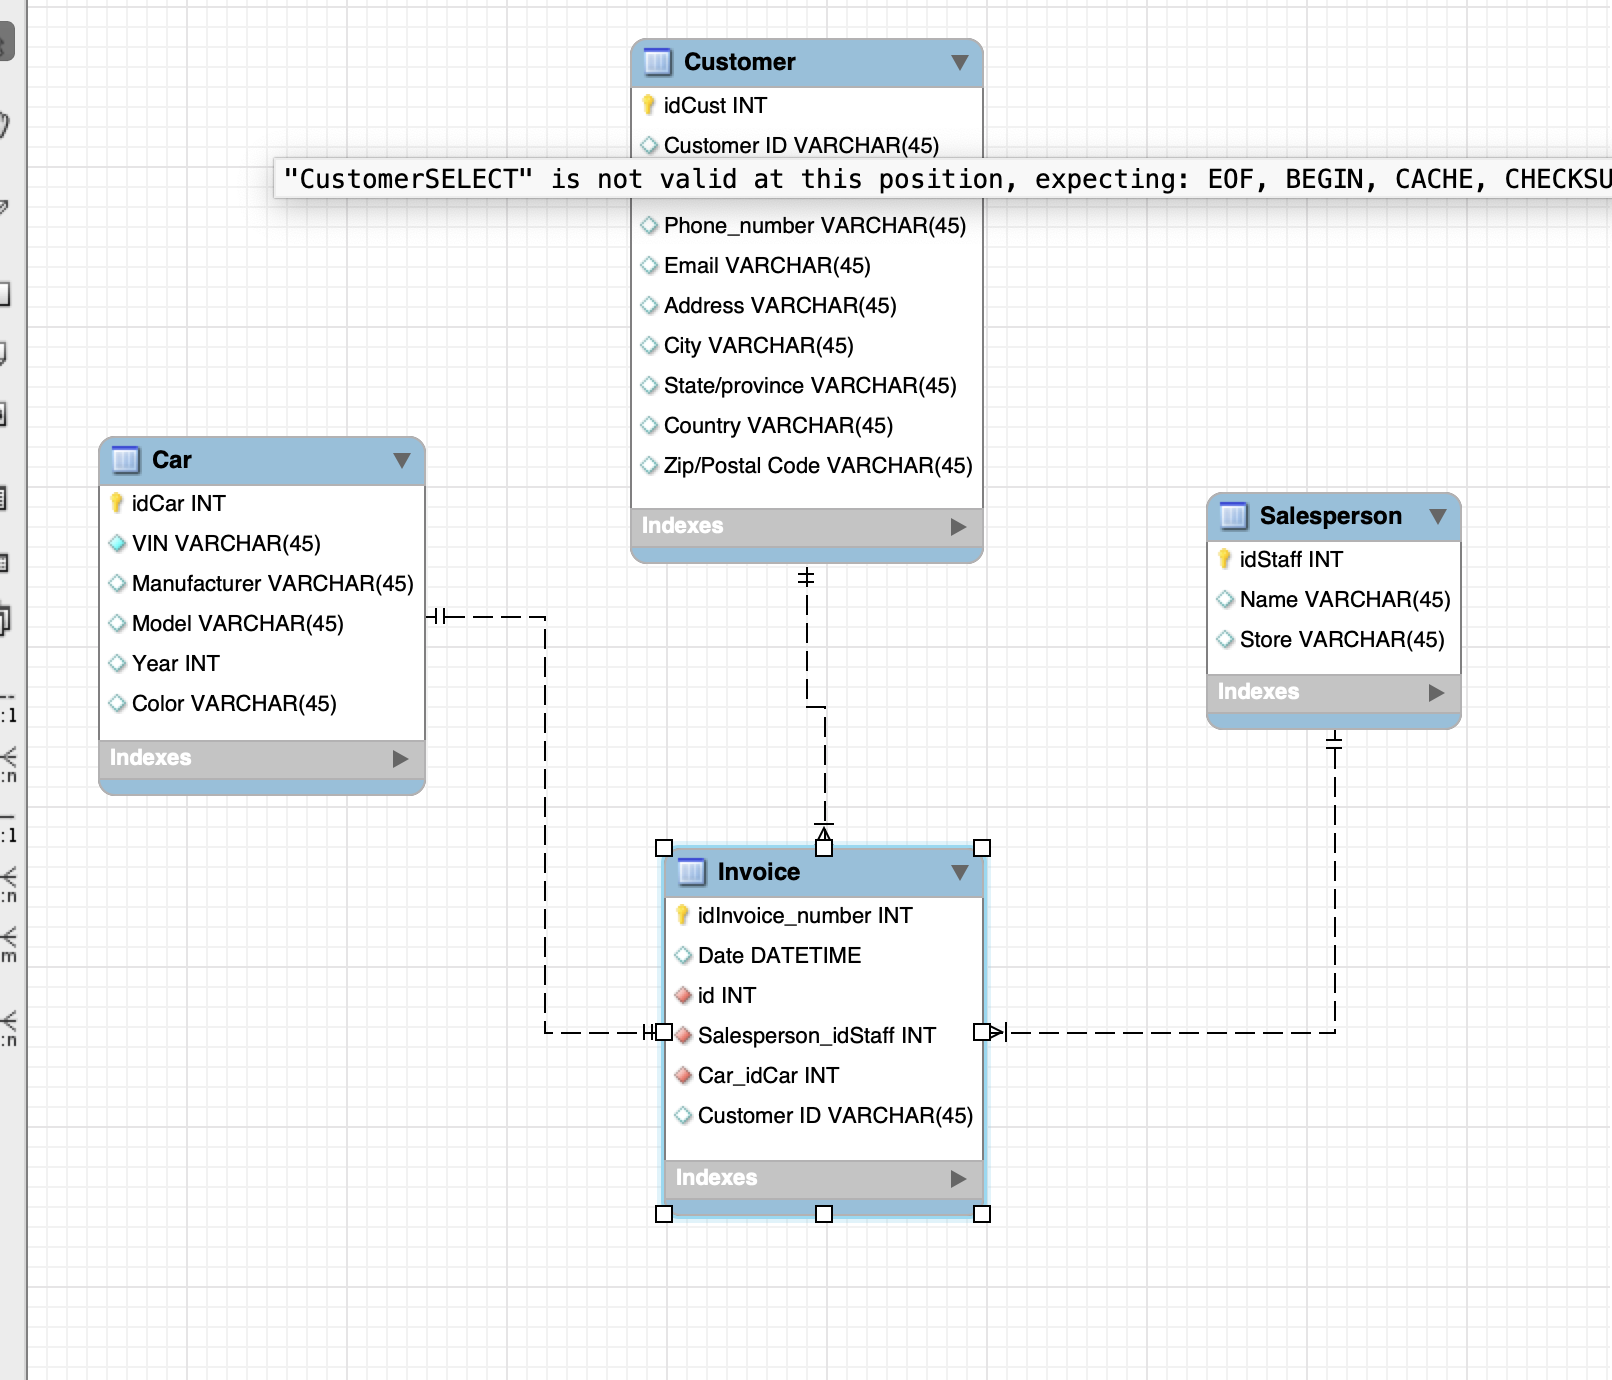 Customer
idCust INT
Customer ID VARCHAR(45)
"CustomerSELECT" is not valid at this position, expecting: EOF, BEGIN, CACHE,
Phone_number VARCHAR(45)
Email VARCHAR(45)
Address VARCHAR(45)
City VARCHAR(45)
State/province VARCHAR(45)
Country VARCHAR(45)
Zip/Postal Code VARCHAR(45)
Indexes
Car
idCar INT
VIN VARCHAR(45)
Manufacturer VARCHAR(45)
Model VARCHAR(45)
Year INT
Color VARCHAR(45)
Indexes
Salesperson
idStaff INT
Name VARCHAR(45)
Store VARCHAR(45)
Indexes
Invoice
idInvoice_number INT
Date DATETIME
id INT
Salesperson_idStaff INT
Car_idCar INT
Customer ID VARCHAR(45)
Indexes
:1
:n
:1
:n
:m
:n